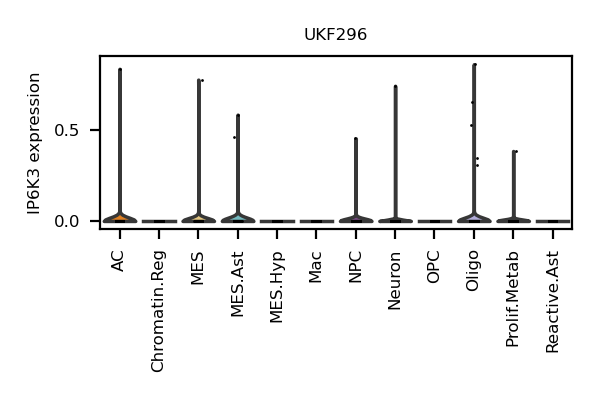 UKF296
IP6K3 expression
0.5
0.0
AC
Chromatin.Reg
MES
MES.Ast
MES.Hyp
Mac
NPC
Neuron
OPC
Oligo
Prolif.Metab
Reactive.Ast